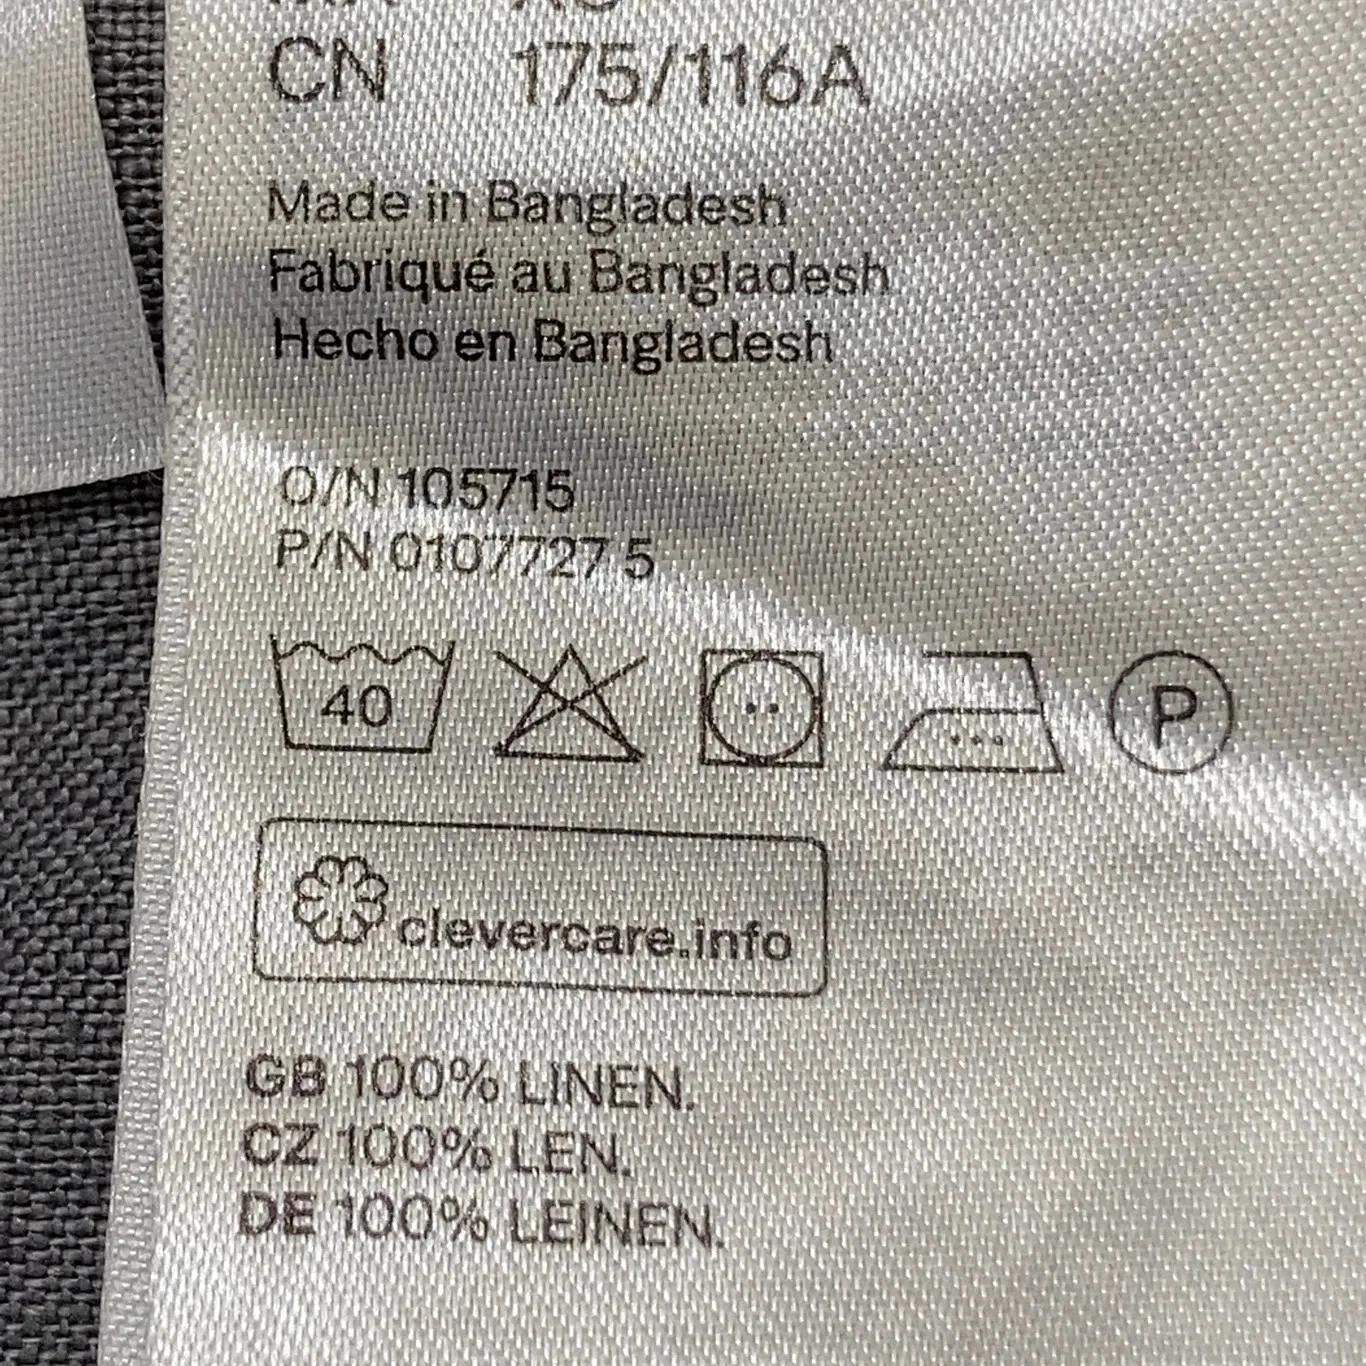 CN 175/116A
Made in Bangladesh
Fabriqué au Bangladesh
Hecho en Bangladesh
O/N 105715
P/N 0107727 5
40
P
clevercare.info
GB 100% LINEN.
CZ 100% LEN.
DE 100% LEINEN.